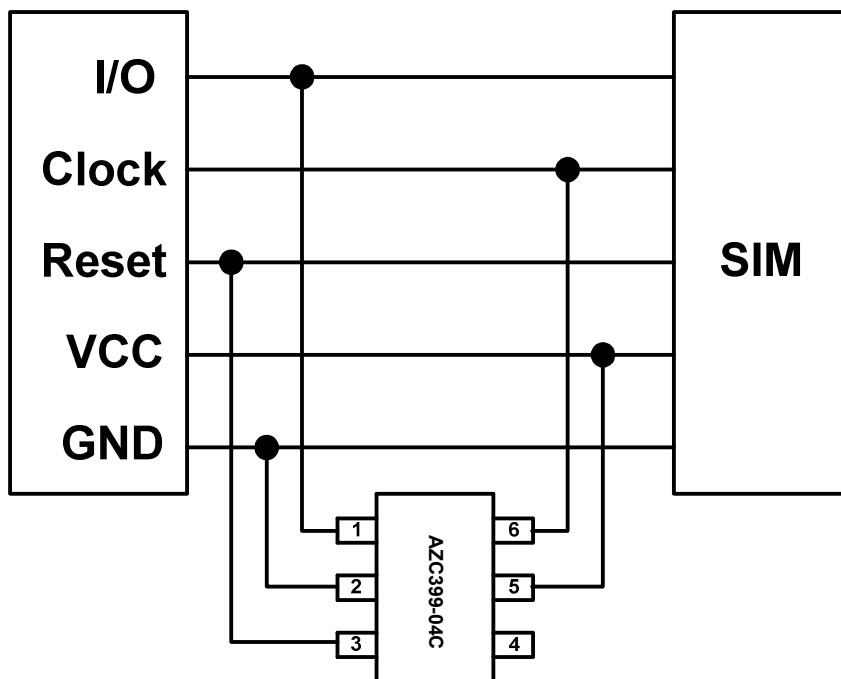 I/O
Clock
Reset
VCC
GND
SIM
1
2
3
AZC399-04C
6
5
4